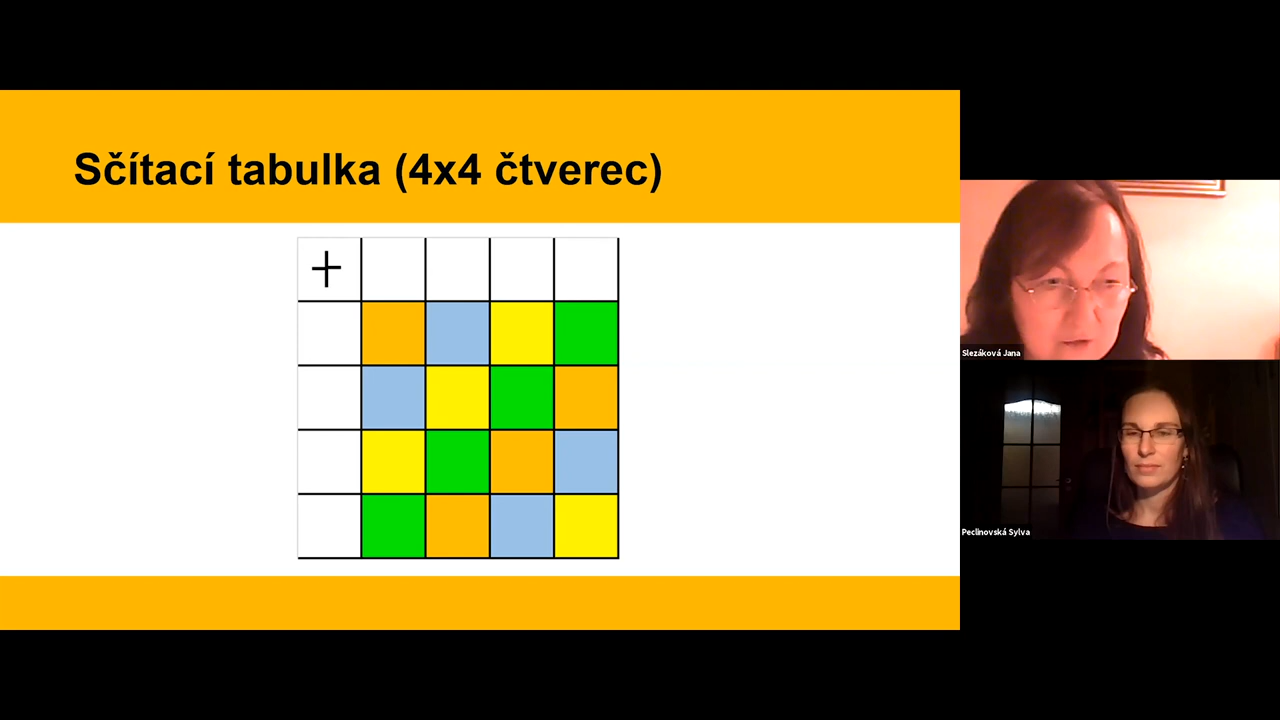 Sčítací tabulka (4x4 čtverec)
+
Slezáková Jana
Peclinovská Sylva